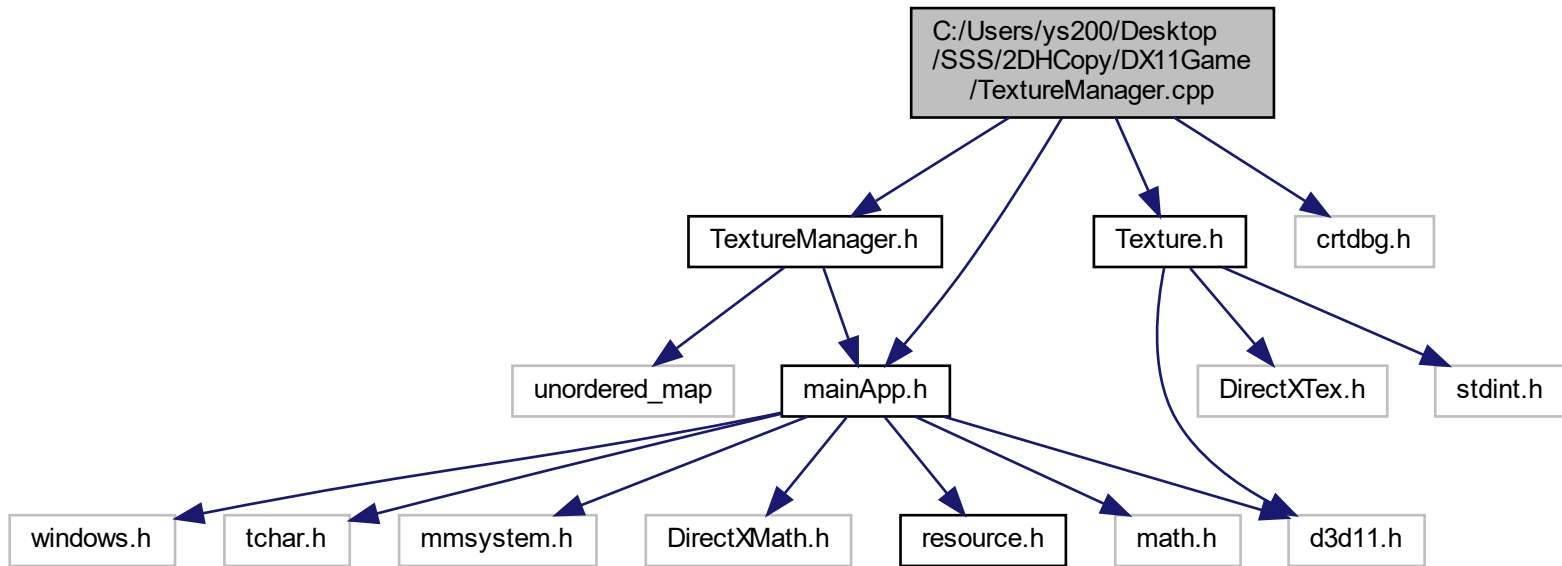 C:/Users/ys200/Desktop
/SSS/2DHCopy/DX11Game
/TextureManager.cpp
TextureManager.h
Texture.h
crtdbg.h
unordered_map
mainApp.h
DirectXTex.h
stdint.h
windows.h
tchar.h
mmsystem.h
DirectXMath.h
resource.h
math.h
d3d11.h